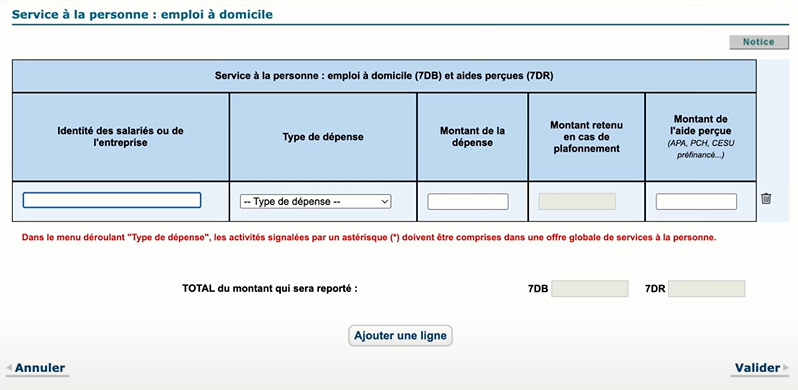 Service à la personne : emploi à domicile
Notice
Service à la personne : emploi à domicile (7DB) et aides perçues (7DR)
Identité des salariés ou de
l'entreprise
Type de dépense
Montant de la
dépense
Montant retenu
en cas de
plafonnement
Montant de
l'aide perçue
(APA, PCH, CESU
préfinancé...)
-- Type de dépense --
Dans le menu déroulant "Type de dépense", les activités signalées par un astérisque (*) doivent être comprises dans une offre globale de services à la personne.
TOTAL du montant qui sera reporté :
7DB
7DR
Ajouter une ligne
Annuler
Valider